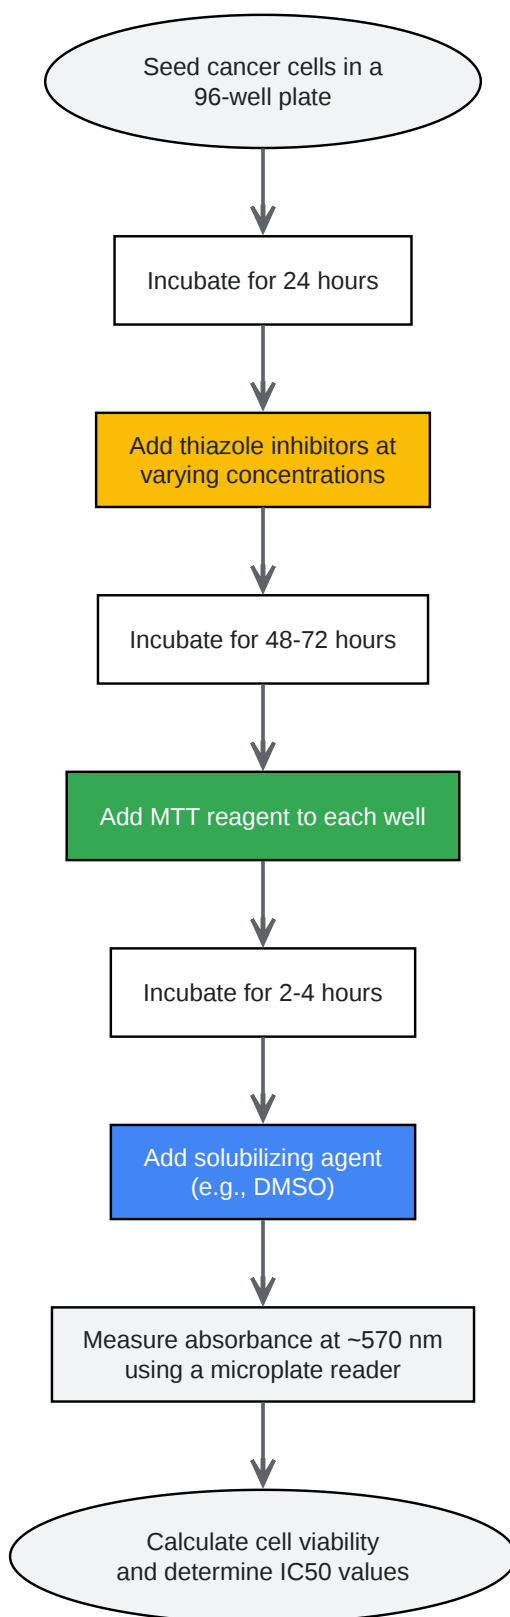 Seed cancer cells in a
96-well plate
Incubate for 24 hours
Add thiazole inhibitors at
varying concentrations
Incubate for 48-72 hours
Add MTT reagent to each well
Incubate for 2-4 hours
Add solubilizing agent
(e.g., DMSO)
Measure absorbance at ~570 nm
using a microplate reader
Calculate cell viability
and determine IC50 values